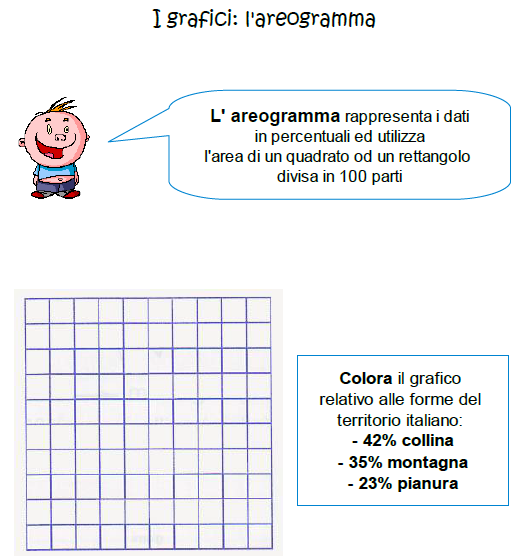 I grafici: l'areogramma
L' areogramma rappresenta i dati
in percentuali ed utilizza
l'area di un quadrato od un rettangolo
divisa in 100 parti
Colora il grafico
relativo alle forme del
territorio italiano:
- 42% collina
- 35% montagna
- 23% pianura